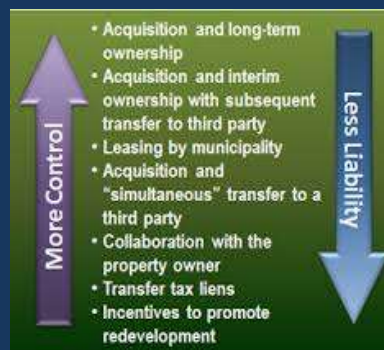 More Control
• Acquisition and long-term
ownership
• Acquisition and interim
ownership with subsequent
transfer to third party
• Leasing by municipality
• Acquisition and
“simultaneous” transfer to a
third party
• Collaboration with the
property owner
• Transfer tax liens
• Incentives to promote
redevelopment
Less Liability